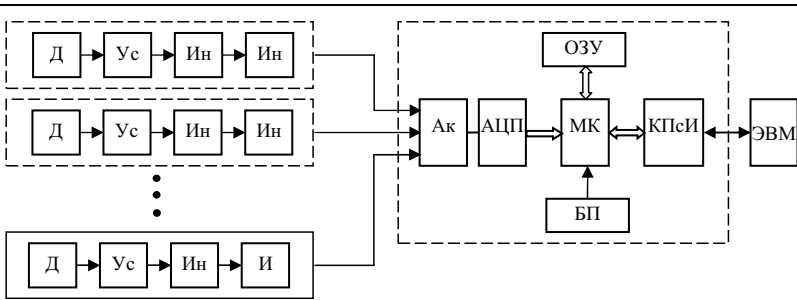 Д Ус Ин Ин
Д Ус Ин Ин
Д Ус Ин И
ОЗУ
Ак АЦП МК КПсИ ЭВМ
БП